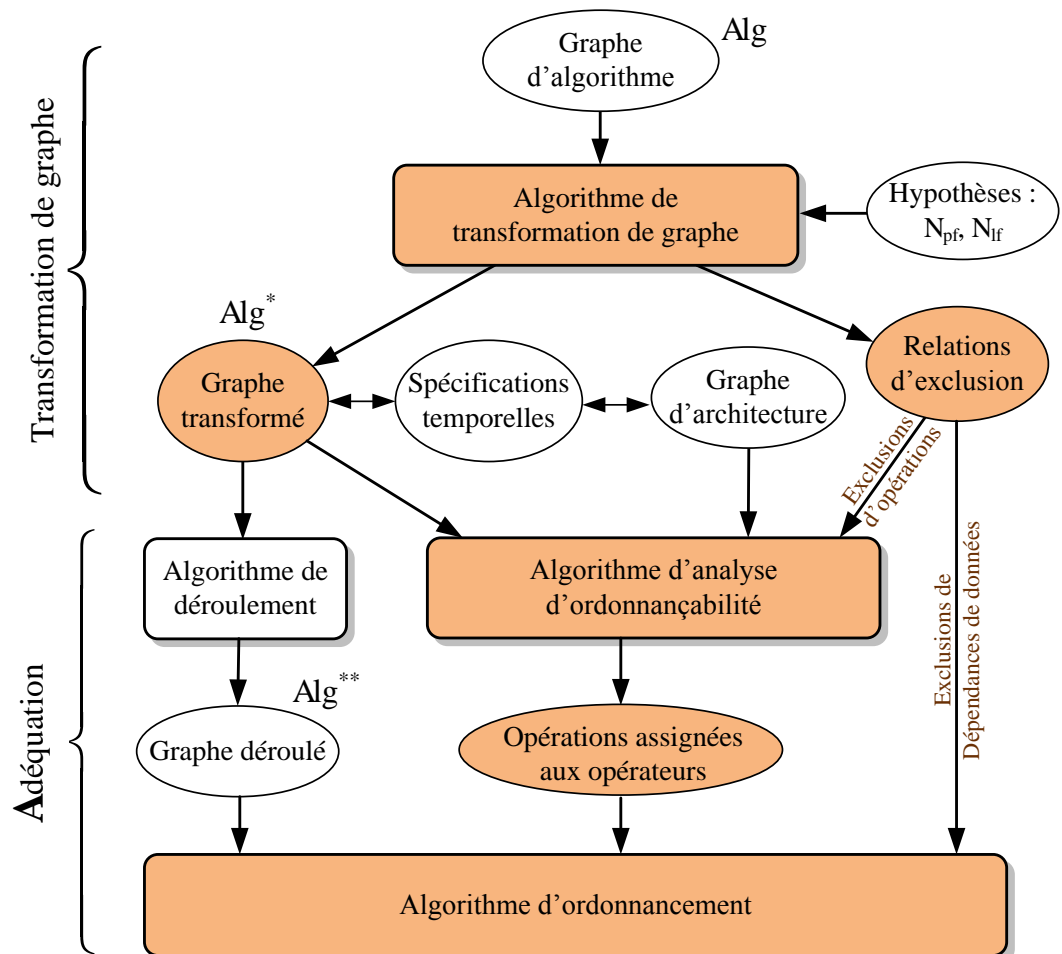 Graphe
d'algorithme
Alg
Transformation de graphe
Algorithme de
transformation de graphe
Hypothèses :
N_pf, N_lf
Alg*
Graphe
transformé
Spécifications
temporelles
Graphe
d'architecture
Relations
d'exclusion
Exclusions
d'opérations
Exclusions de
Dépendances de données
Adéquation
Algorithme de
déroulement
Algorithme d'analyse
d'ordonnançabilité
Alg**
Graphe déroulé
Opérations assignées
aux opérateurs
Algorithme d'ordonnancement